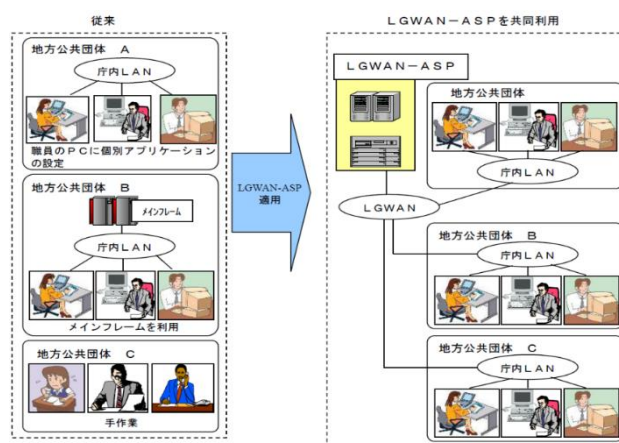 従来
地方公共団体 A
庁内LAN
職員のPCに個別アプリケーション
の設定
地方公共団体 B
メインフレーム
庁内LAN
メインフレームを利用
地方公共団体 C
手作業
LGWAN-ASP
適用
LGWAN-ASPを共同利用
LGWAN-ASP
地方公共団体
庁内LAN
LGWAN
地方公共団体 B
庁内LAN
地方公共団体 C
庁内LAN